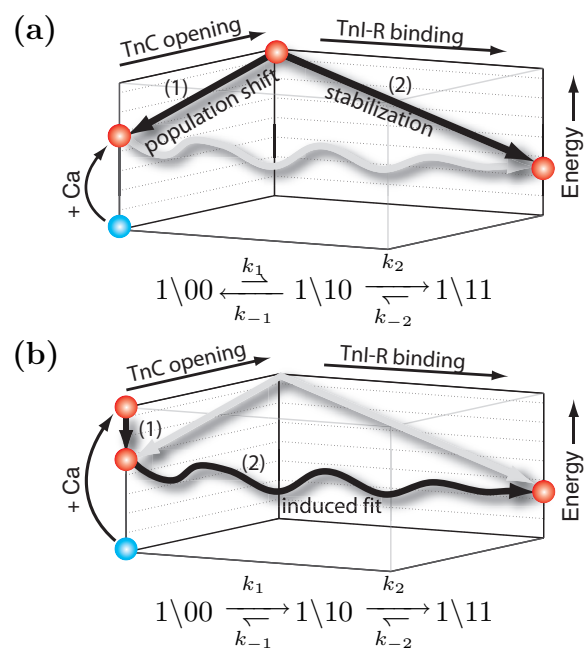 (a)
TnC opening
TnI-R binding
(1)
population shift
(2)
stabilization
+ Ca
Energy
k₁ k₂
1\00 ⇌ 1\10 ⇌ 1\11
k₋₁ k₋₂
(b)
TnC opening
TnI-R binding
(1)
(2)
induced fit
+ Ca
Energy
k₁ k₂
1\00 ⇌ 1\10 ⇌ 1\11
k₋₁ k₋₂